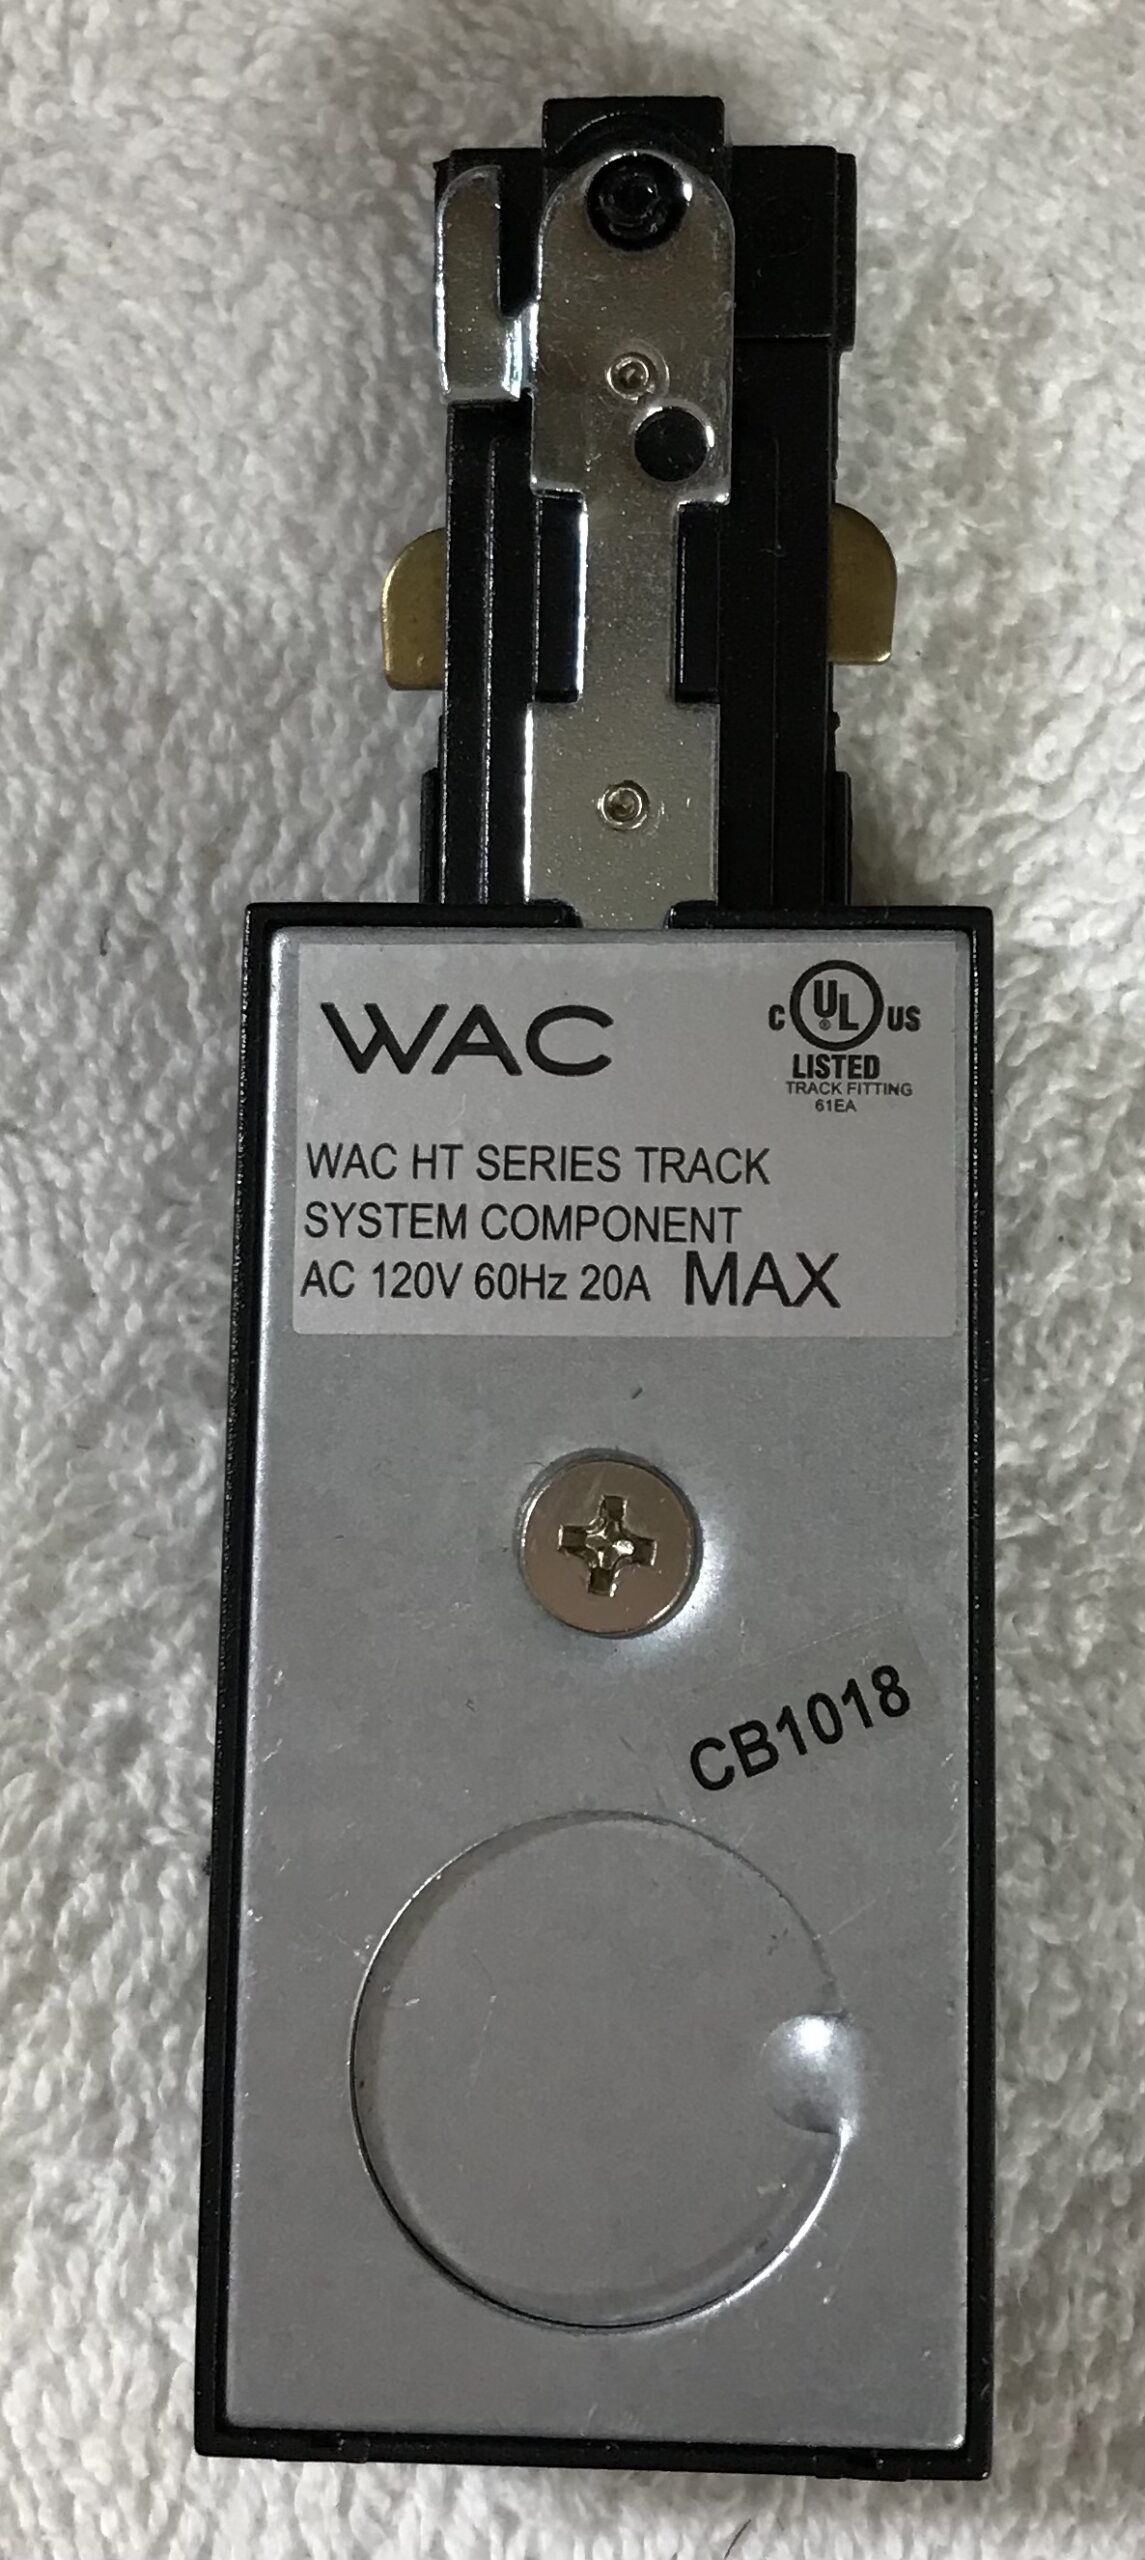 WAC
C UL® US
LISTED
TRACK FITTING
61EA
WAC HT SERIES TRACK
SYSTEM COMPONENT
AC 120V 60Hz 20A MAX
CB1018